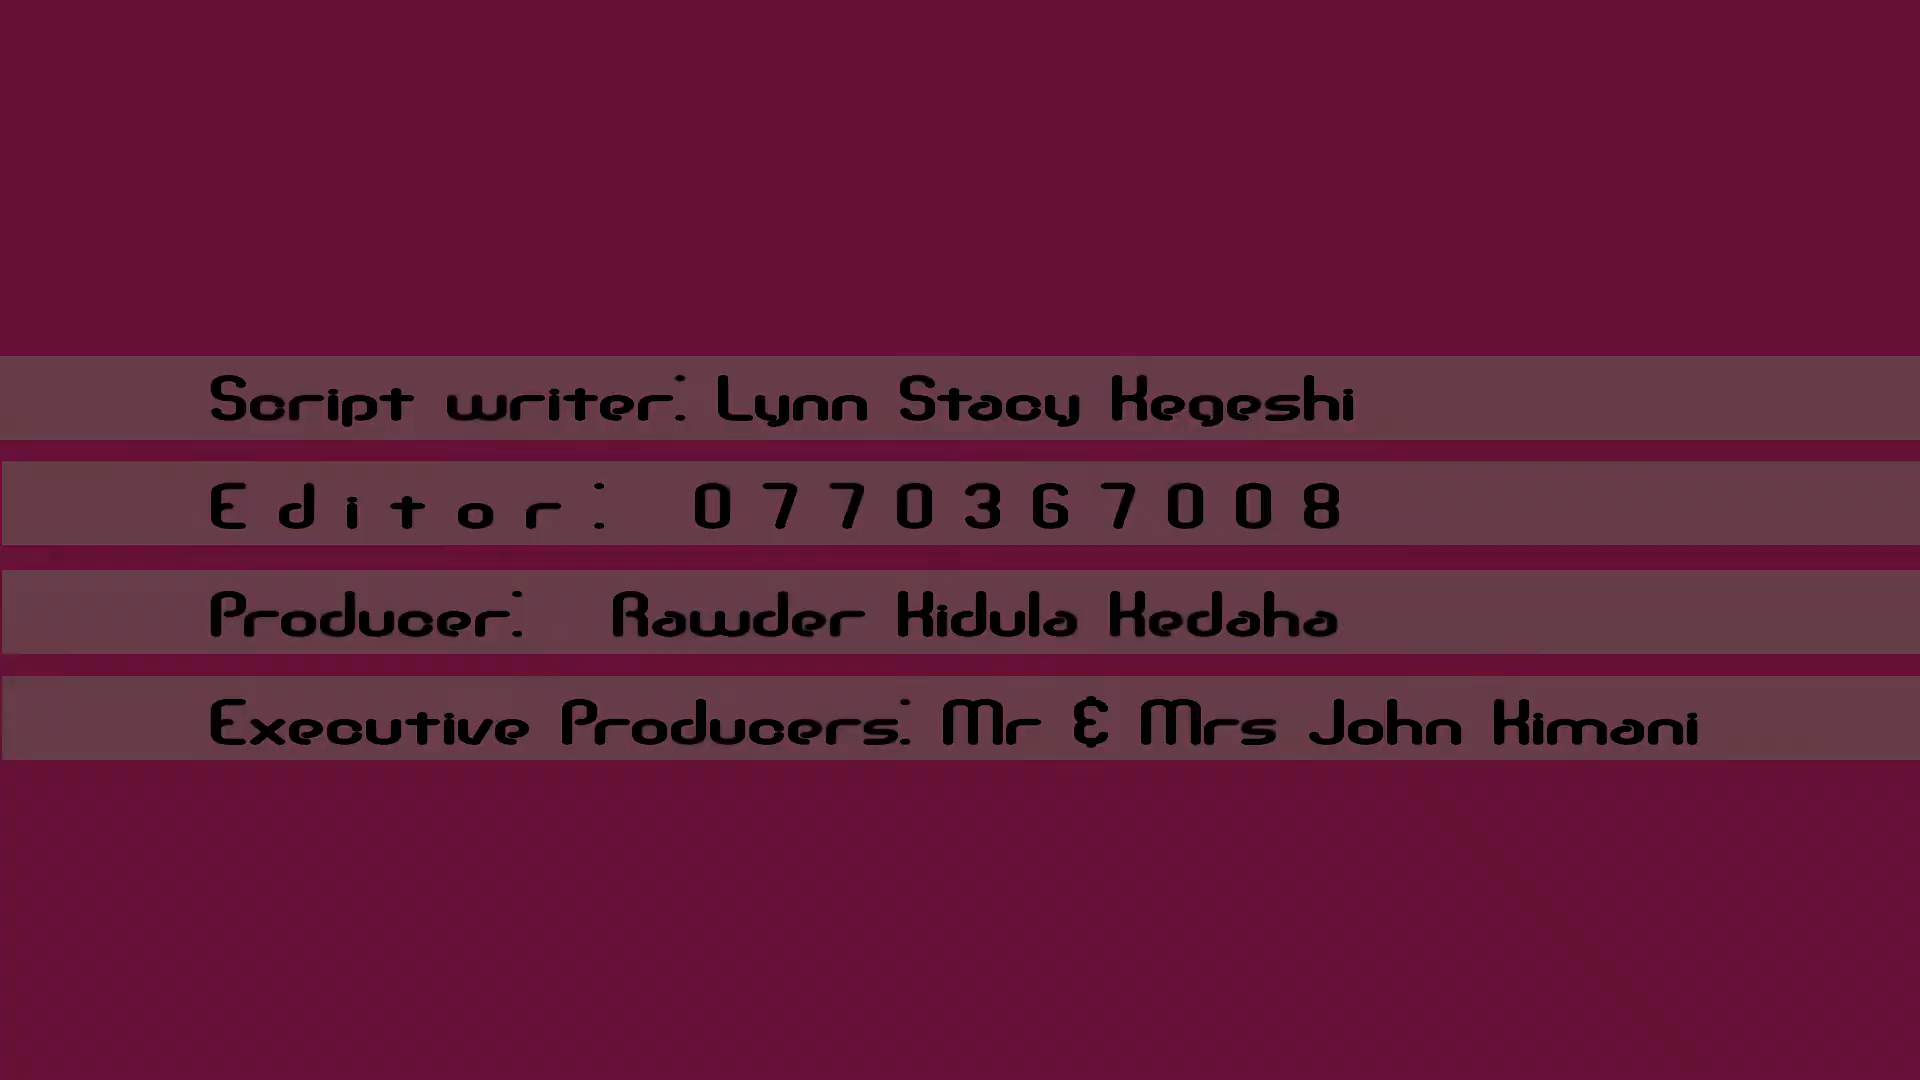 Script writer: Lynn Stacy Kegeshi
Editor: 0770367008
Producer: Rawder Kidula Kedaha
Executive Producers: Mr & Mrs John Kimani